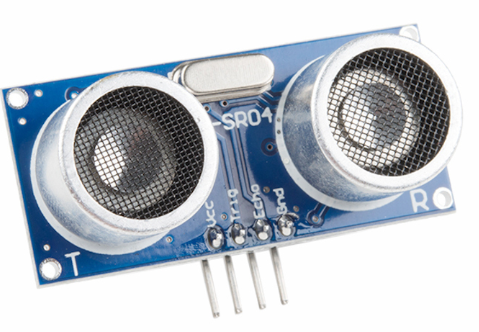 -SR04
Vcc
Trig
Echo
Gnd
T
R